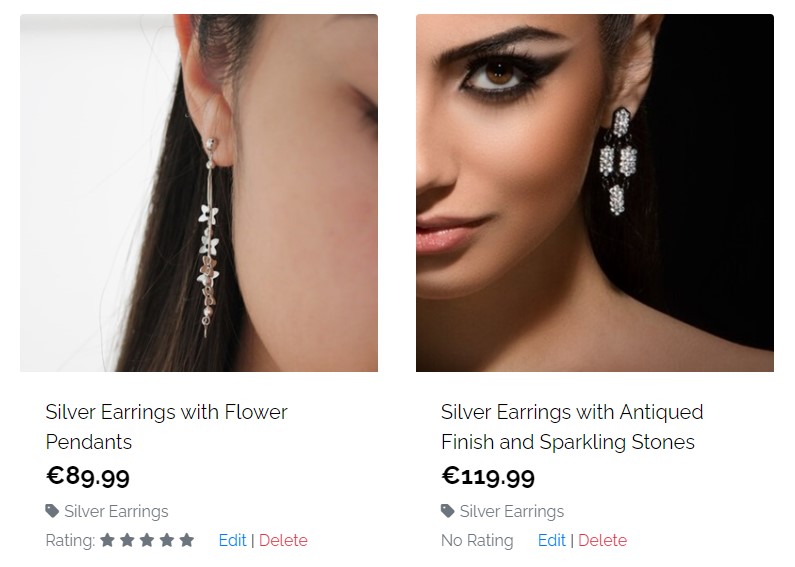 Silver Earrings with Flower
Pendants
€89.99
Silver Earrings
Rating:
Edit | Delete
Silver Earrings with Antiqued
Finish and Sparkling Stones
€119.99
Silver Earrings
No Rating
Edit | Delete